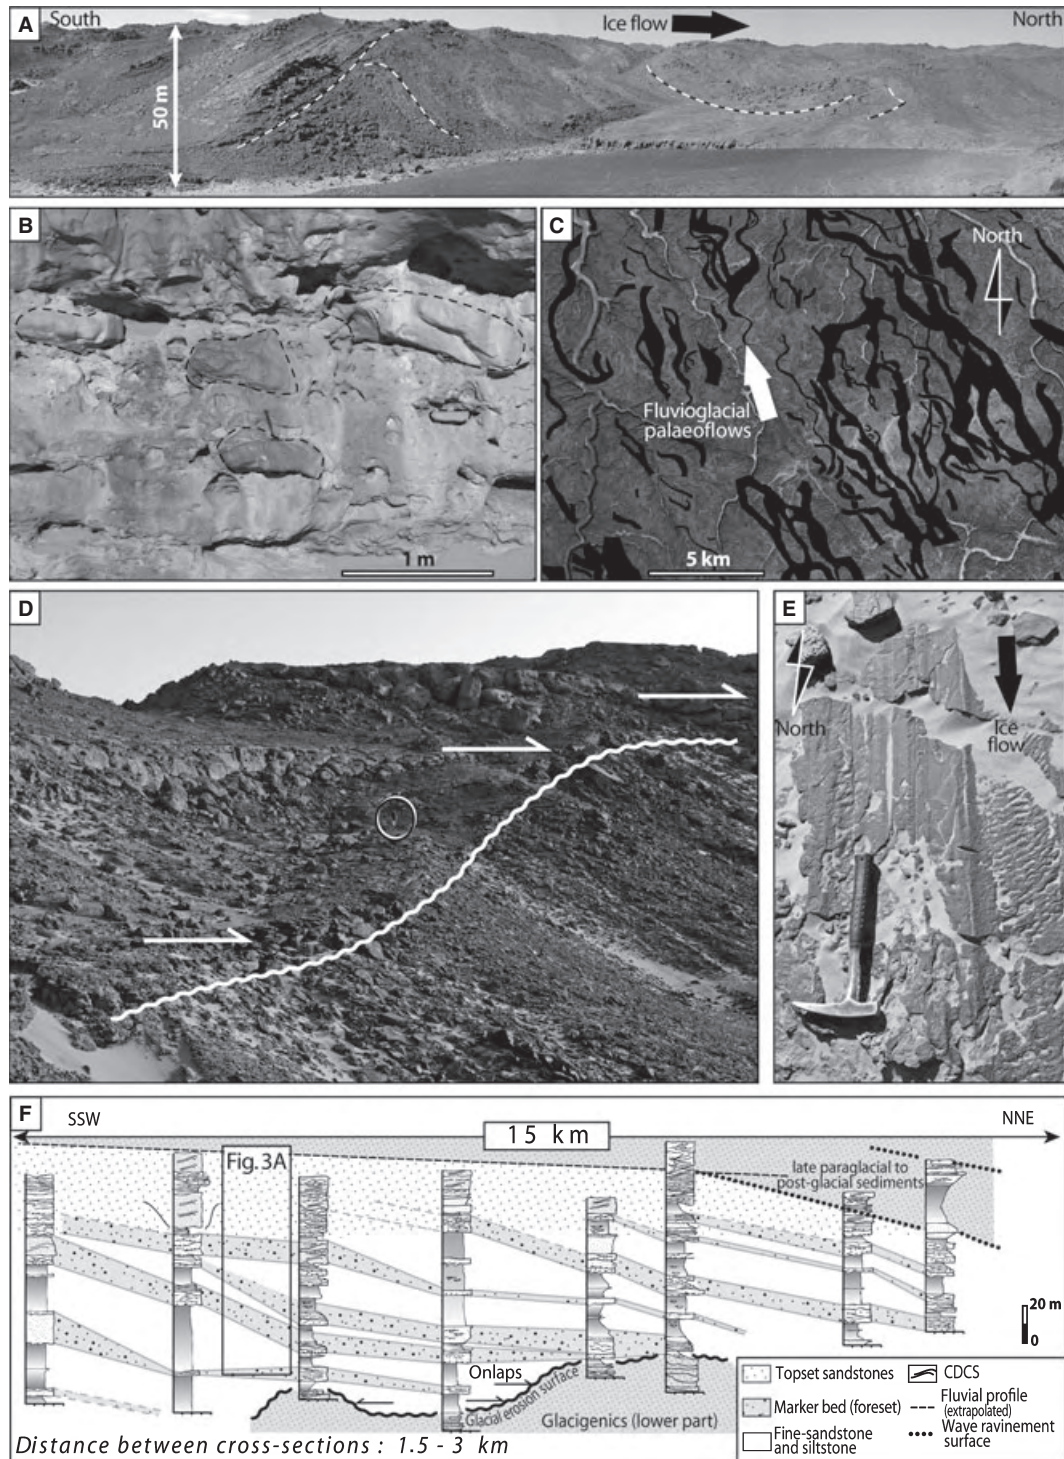 A
South
Ice flow
North
50 m
B
1 m
C
North
Fluvioglacial
palaeoflows
5 km
D
E
North
Ice
flow
F
SSW
15 km
NNE
Fig.3A
late paraglacial to
post-glacial sediments
Onlaps
Glacial erosion surface
Glacigenics (lower part)
20 m
0
Distance between cross-sections : 1.5 - 3 km
Topset sandstones
CDCS
Marker bed (foreset)
Fluvial profile
(extrapolated)
Fine-sandstone
and siltstone
Wave ravinement
surface